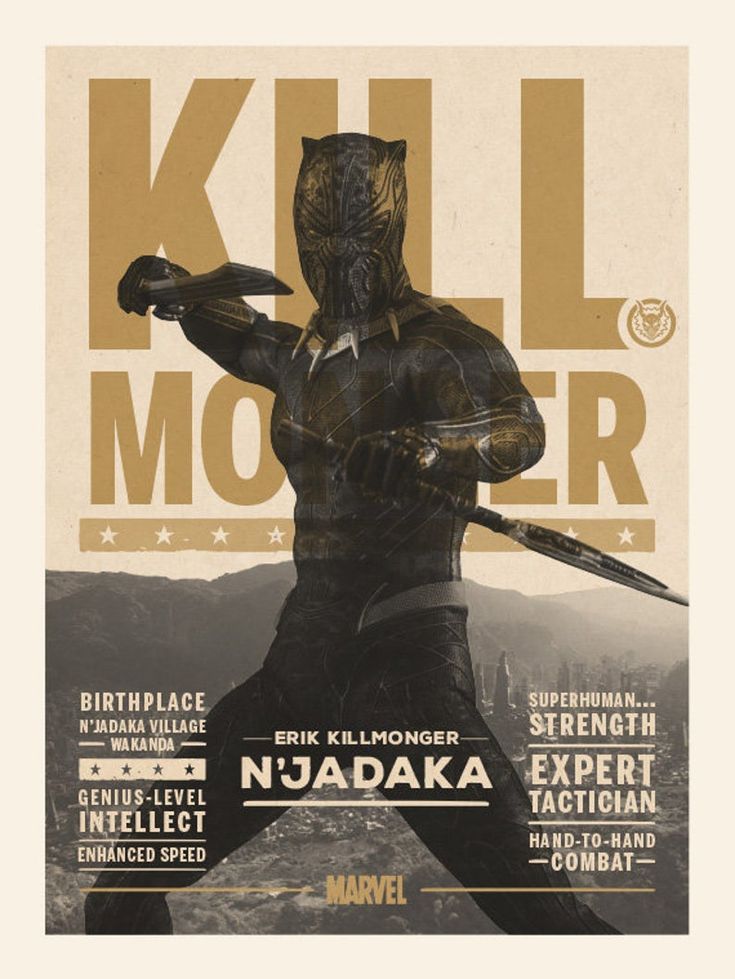 KILL
MONGER
BIRTHPLACE
N'JADAKA VILLAGE
WAKANDA
GENIUS-LEVEL
INTELLECT
ENHANCED SPEED
ERIK KILLMONGER
N'JADAKA
SUPERHUMAN...
STRENGTH
EXPERT
TACTICIAN
HAND-TO-HAND
COMBAT
MARVEL